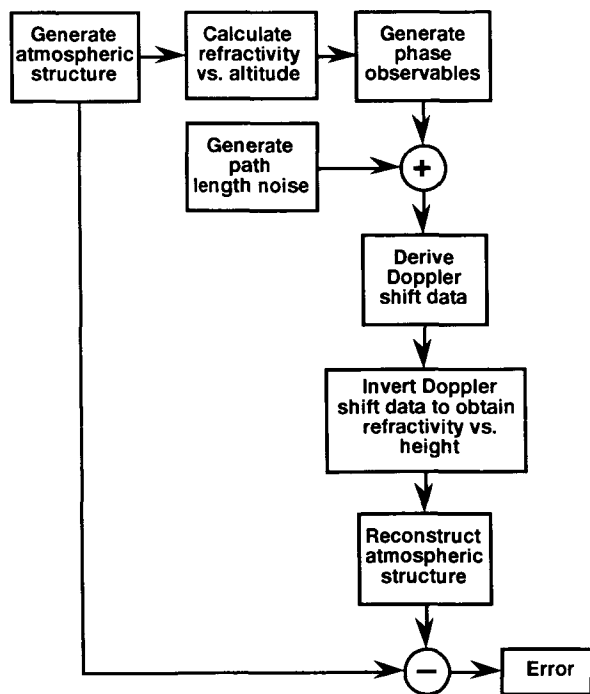 Generate
atmospheric
structure
Calculate
refractivity
vs. altitude
Generate
phase
observables
Generate
path
length noise
+
Derive
Doppler
shift data
Invert Doppler
shift data to obtain
refractivity vs.
height
Reconstruct
atmospheric
structure
−
Error